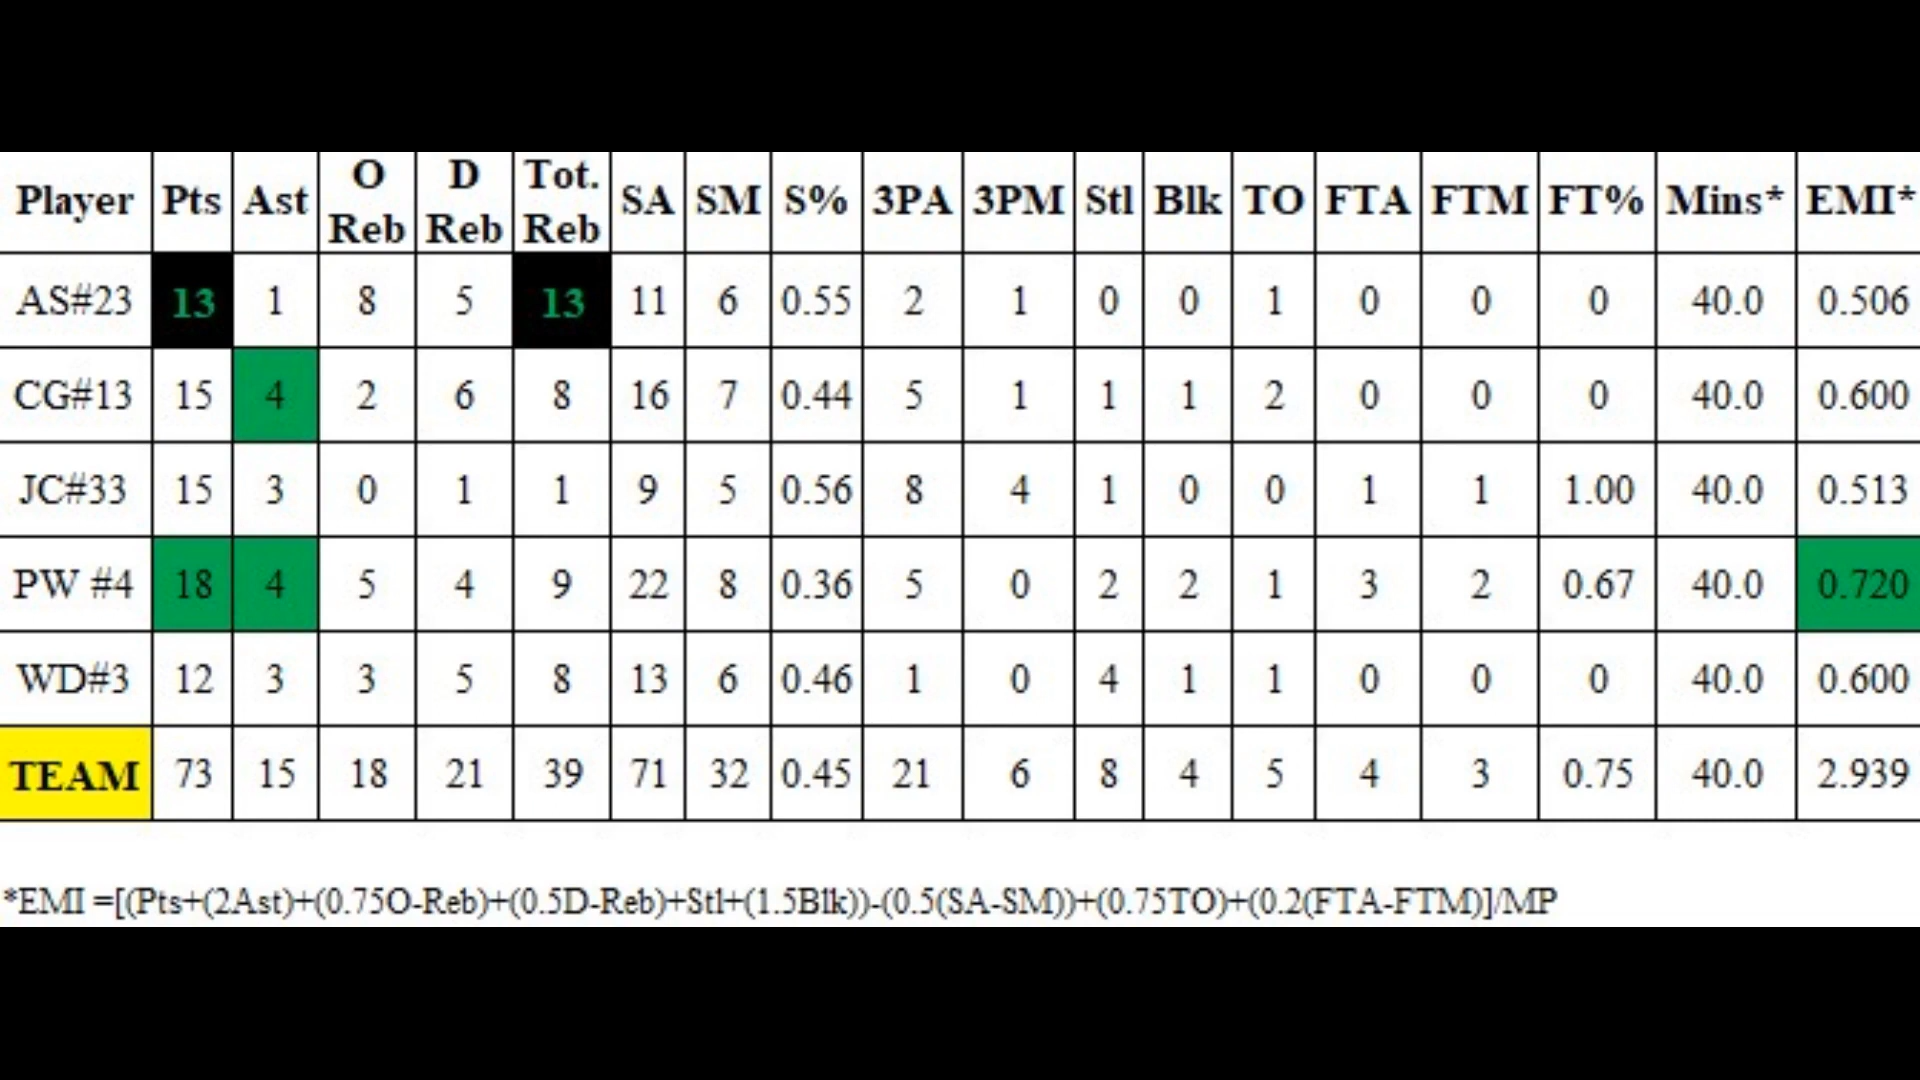 Player Pts Ast O Reb D Reb Tot. Reb SA SM S% 3PA 3PM Stl Blk TO FTA FTM FT% Mins* EMI*
AS#23 13 1 8 5 13 11 6 0.55 2 1 0 0 1 0 0 0 40.0 0.506
CG#13 15 4 2 6 8 16 7 0.44 5 1 1 1 2 0 0 0 40.0 0.600
JC#33 15 3 0 1 1 9 5 0.56 8 4 1 0 0 1 1 1.00 40.0 0.513
PW #4 18 4 5 4 9 22 8 0.36 5 0 2 2 1 3 2 0.67 40.0 0.720
WD#3 12 3 3 5 8 13 6 0.46 1 0 4 1 1 0 0 0 40.0 0.600
TEAM 73 15 18 21 39 71 32 0.45 21 6 8 4 5 4 3 0.75 40.0 2.939
*EMI =[(Pts+(2Ast)+(0.75O-Reb)+(0.5D-Reb)+Stl+(1.5Blk))-(0.5(SA-SM))+(0.75TO)+(0.2(FTA-FTM)]/MP